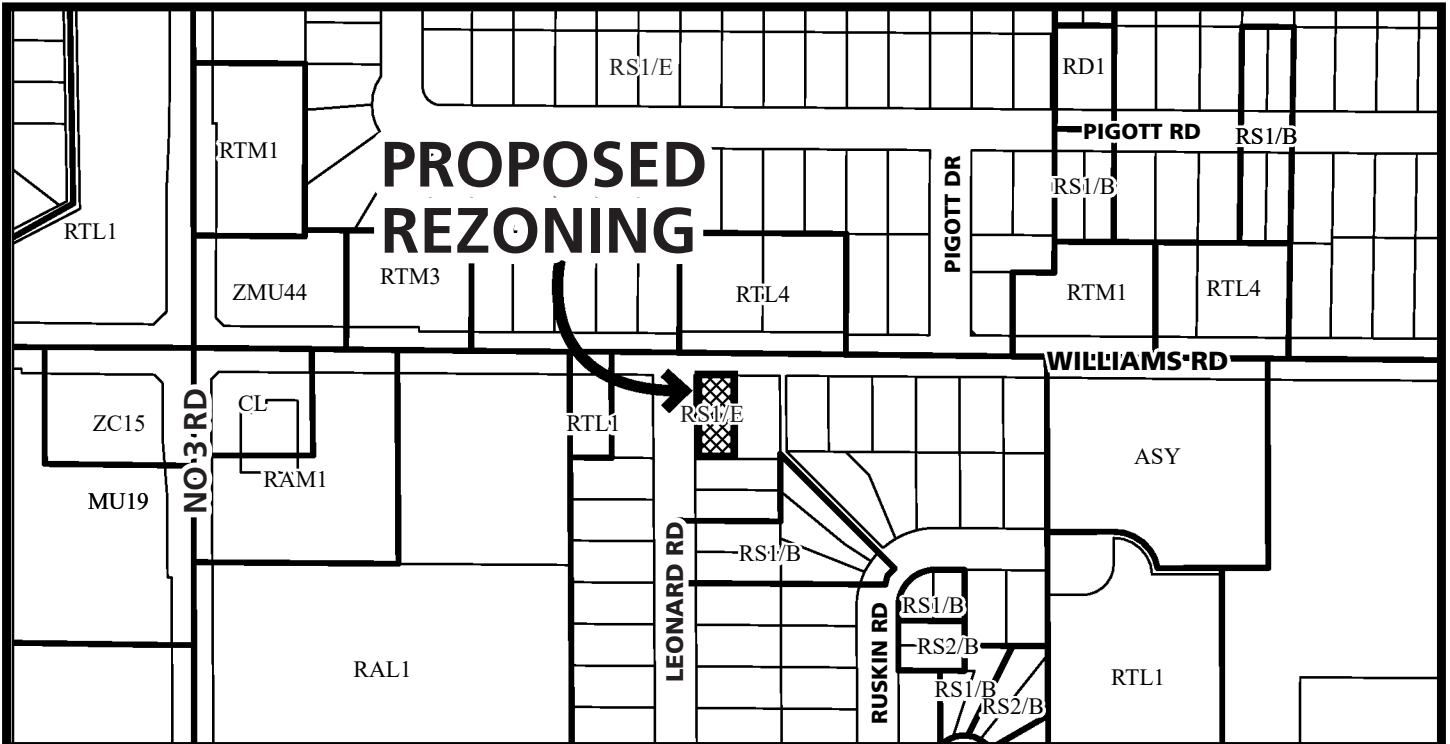 RS1/E
RD1
PIGOTT RD
RS1/B
RTM1
PROPOSED
REZONING
PIGOTT DR
RS1/B
RTL1
ZMU44
RTM3
RTL4
RTM1
RTL4
WILLIAMS RD
NO 3 RD
ZC15
CL
RTL1
RS1/E
ASY
MU19
RAM1
LEONARD RD
RS1/B
RUSKIN RD
RS1/B
RS2/B
RAL1
RS1/B
RS2/B
RTL1